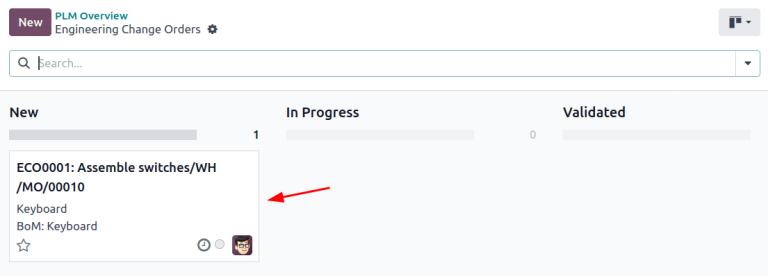 New
PLM Overview
Engineering Change Orders
Search...
New
In Progress
Validated
1
0
ECO0001: Assemble switches/WH
/MO/00010
Keyboard
BoM: Keyboard